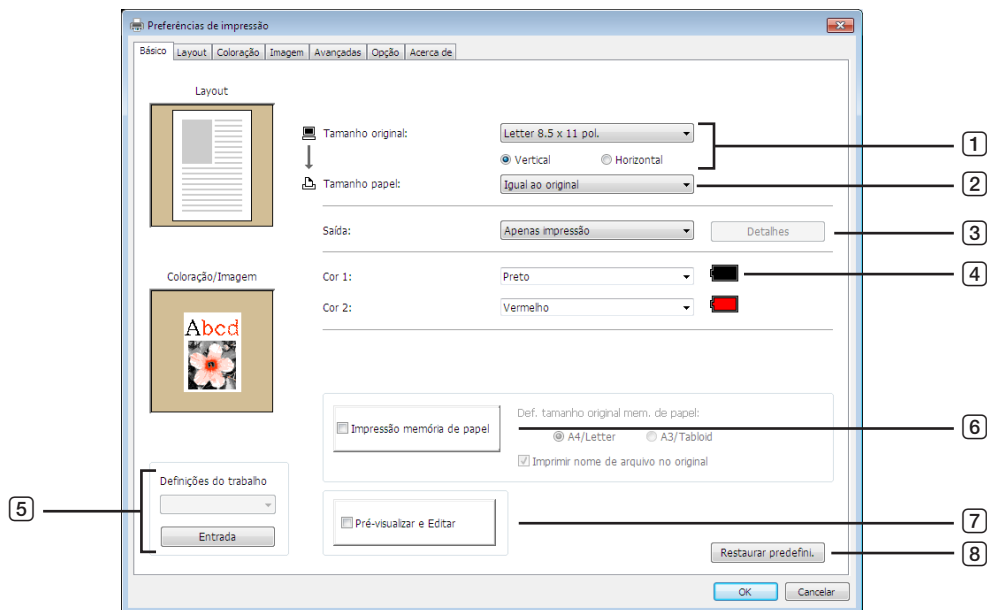 Preferências de impressão
Básico Layout Coloração Imagem Avançadas Opção Acerca de
Layout
Tamanho original: Letter 8.5 x 11 pol.
1
Vertical Horizontal
Tamanho papel: Igual ao original
2
Saída: Apenas impressão Detalhes
3
Coloração/Imagem
Cor 1: Preto
4
Cor 2: Vermelho
Abcd
Impressão memória de papel
Def. tamanho original mem. de papel:
A4/Letter A3/Tabloid
Imprimir nome de arquivo no original
6
Definições do trabalho
5
Entrada
Pré-visualizar e Editar
7
Restaurar predefini.
8
OK Cancelar